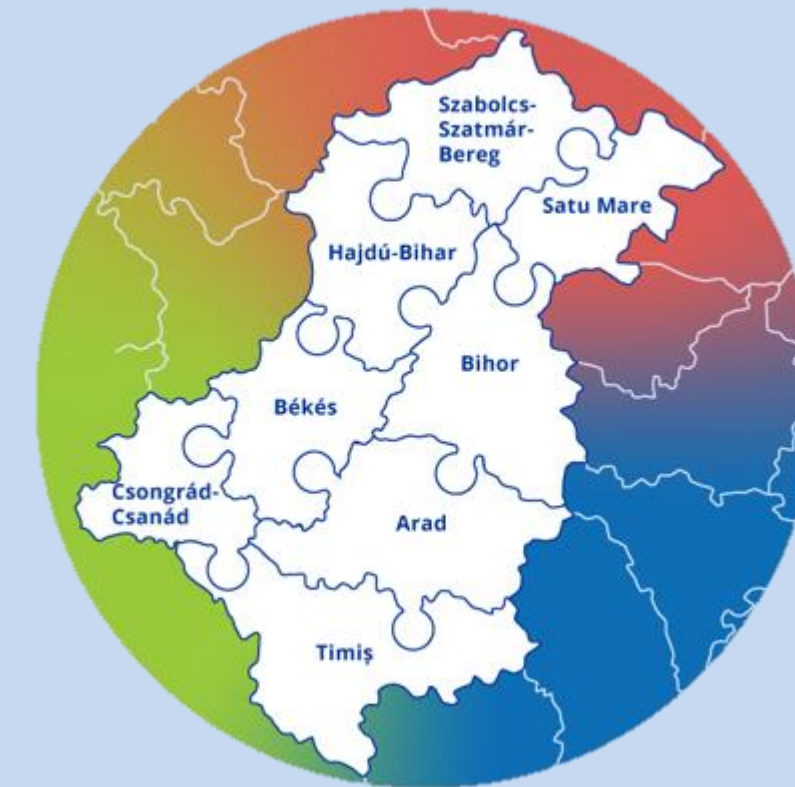 Szabolcs-
Szatmár-
Bereg
Satu Mare
Hajdú-Bihar
Bihor
Békés
Csongrád-
Csanád
Arad
Timiș